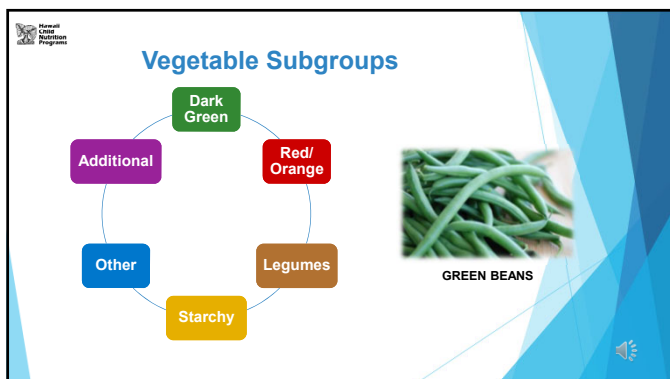 Hawaii
Child
Nutrition
Programs
Vegetable Subgroups
Dark
Green
Additional
Red/
Orange
Other
Legumes
Starchy
GREEN BEANS